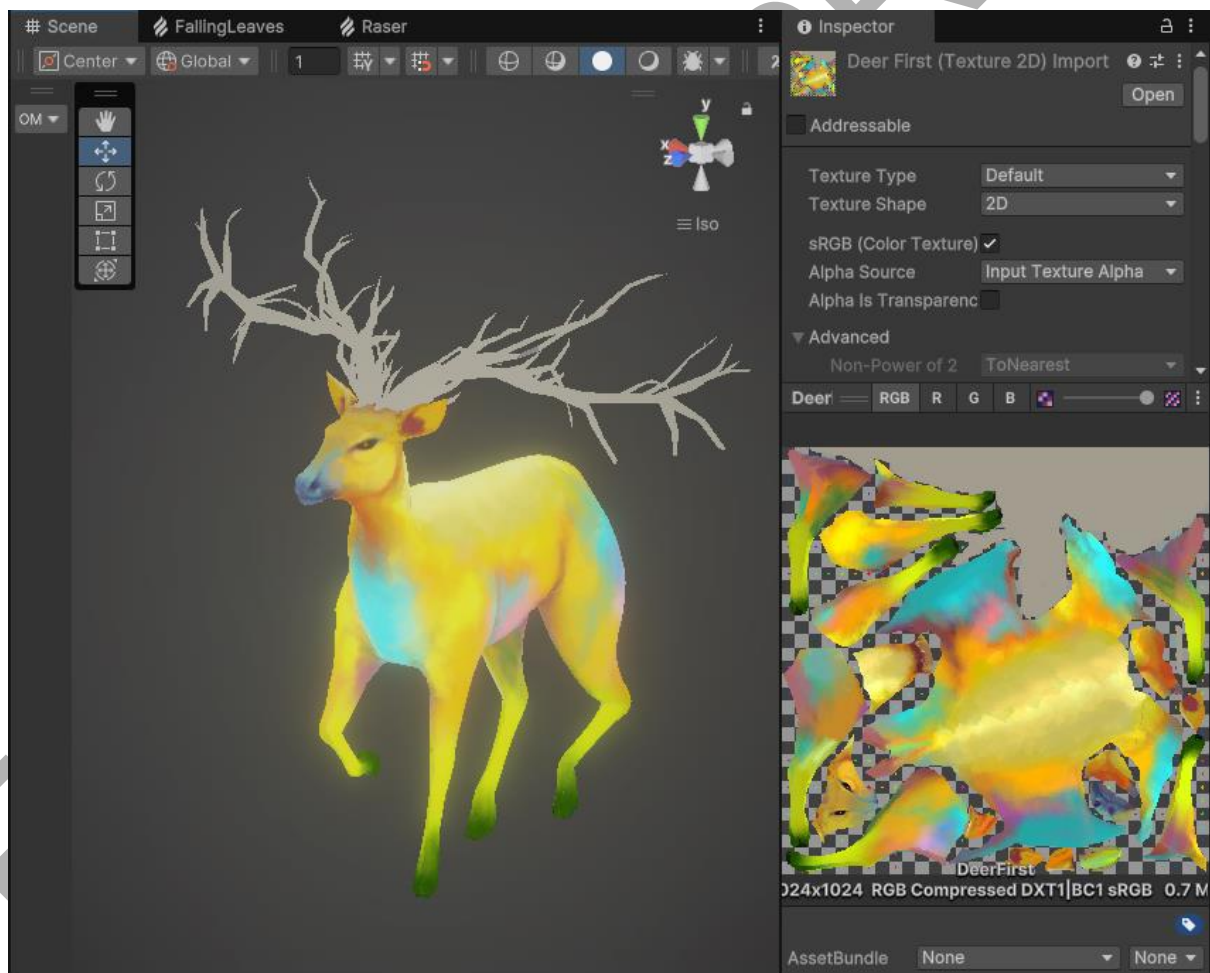 # Scene FallingLeaves Raser
Center Global 1 2
OM
y
x
z
Iso
Inspector
Deer First (Texture 2D) Import
Open
Addressable
Texture Type Default
Texture Shape 2D
sRGB (Color Texture)
Alpha Source Input Texture Alpha
Alpha Is Transparenc
Advanced
Non-Power of 2 ToNearest
Deer RGB R G B
DeerFirst
024x1024 RGB Compressed DXT1|BC1 sRGB 0.7 M
AssetBundle None None